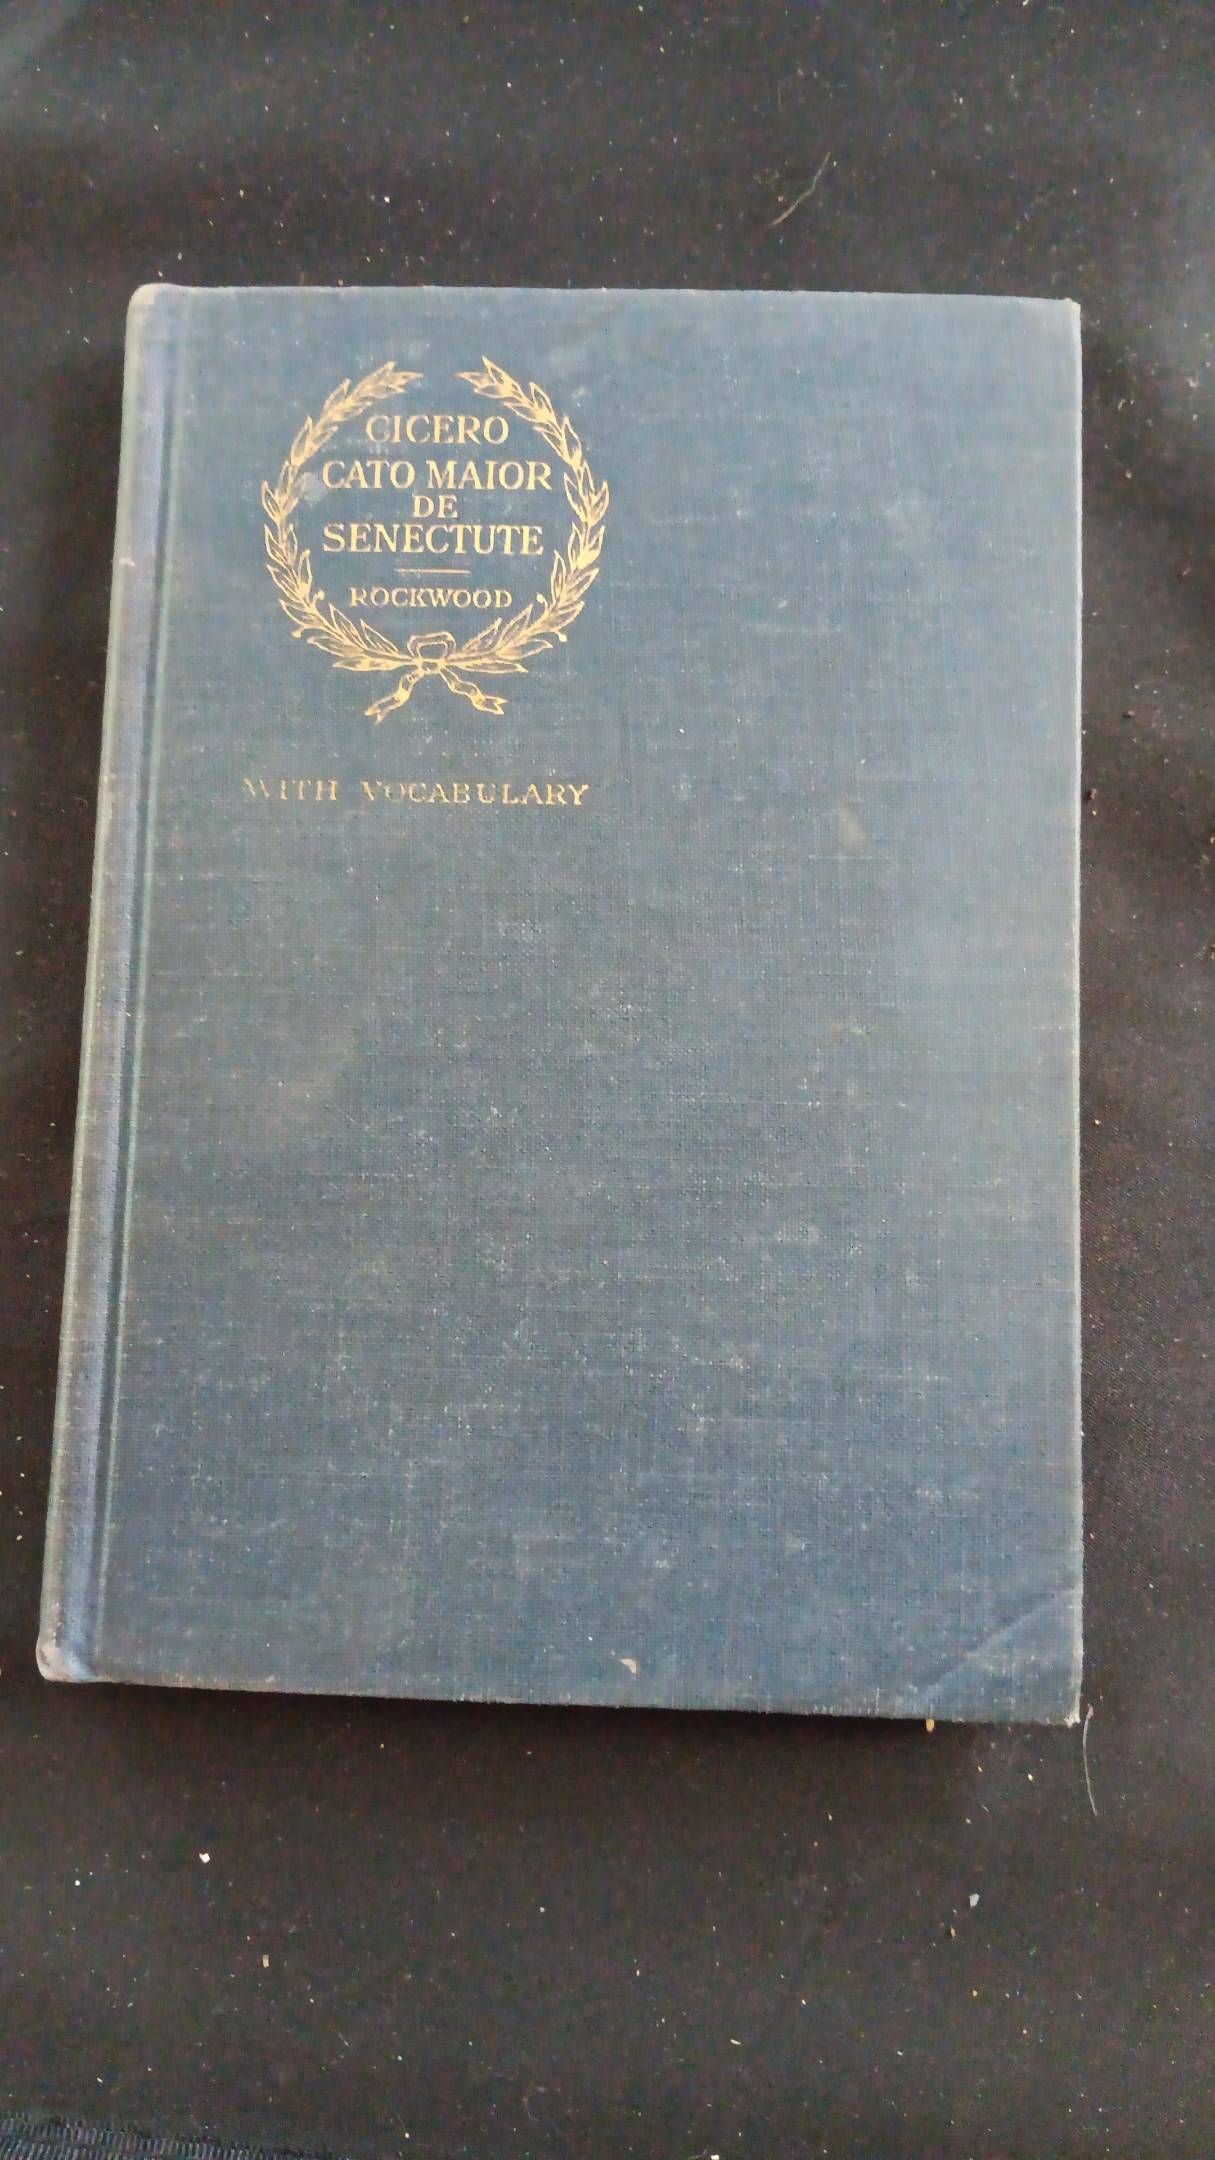 CICERO
CATO MAIOR
DE
SENECTUTE
ROCKWOOD
WITH VOCABULARY